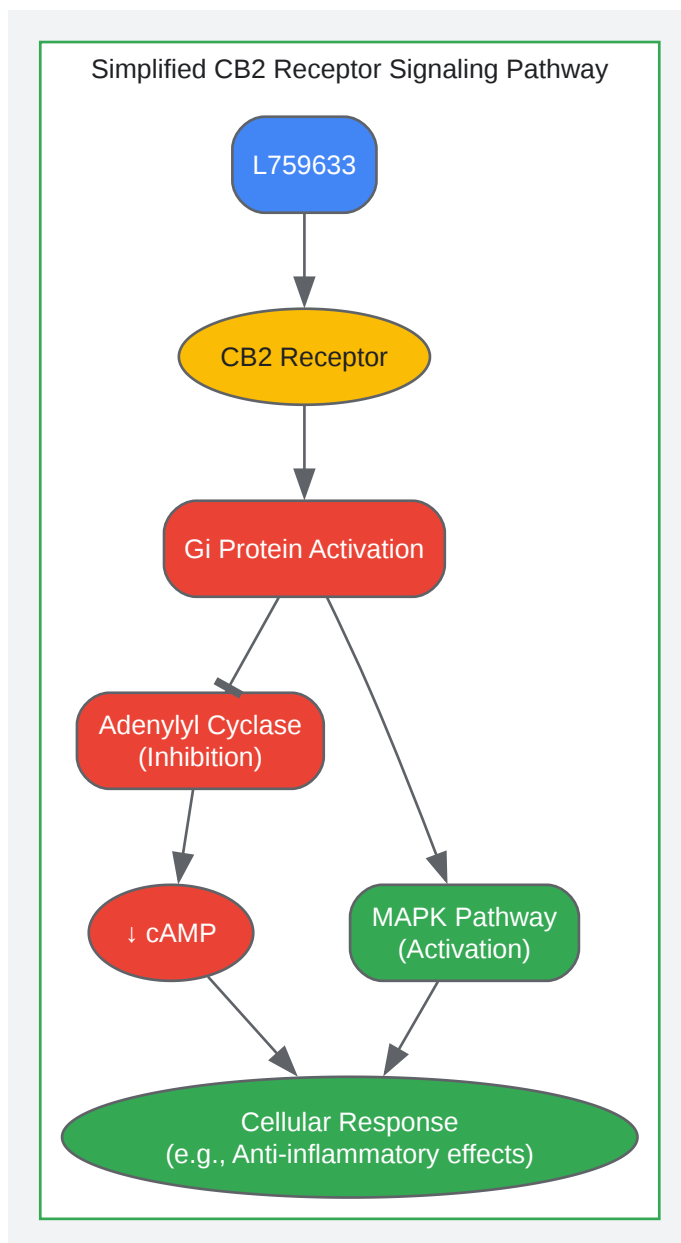 Simplified CB2 Receptor Signaling Pathway
L759633
CB2 Receptor
Gi Protein Activation
Adenylyl Cyclase
(Inhibition)
↓ cAMP
MAPK Pathway
(Activation)
Cellular Response
(e.g., Anti-inflammatory effects)